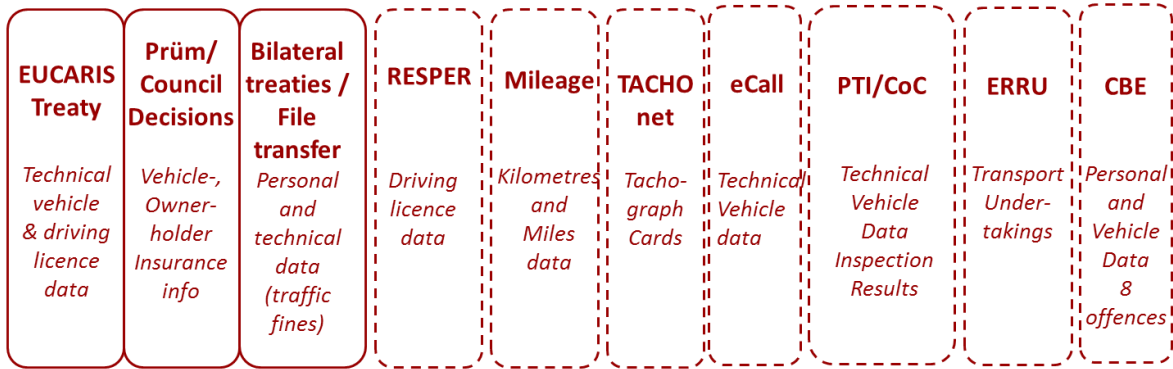 EUCARIS
Treaty
Technical
vehicle
& driving
licence
data
Prüm/
Council
Decisions
Vehicle-,
Owner-
holder
Insurance
info
Bilateral
treaties /
File
transfer
Personal
and
technical
data
(traffic
fines)
RESPER
Driving
licence
data
Mileage
Kilometres
and
Miles
data
TACHO
net
Tacho-
graph
Cards
eCall
Technical
Vehicle
data
PTI/CoC
Technical
Vehicle
Data
Inspection
Results
ERRU
Transport
Under-
takings
CBE
Personal
and
Vehicle
Data
8
offences